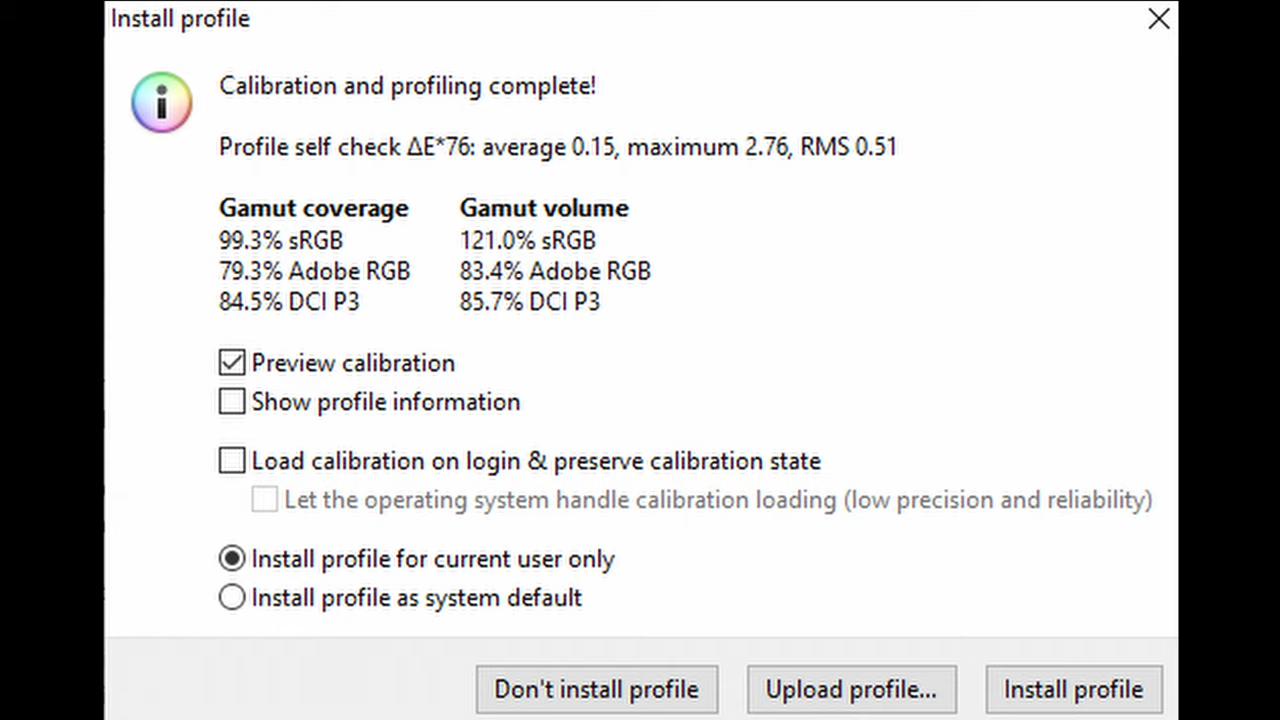 Install profile
Calibration and profiling complete!
Profile self check ΔE*76: average 0.15, maximum 2.76, RMS 0.51
Gamut coverage Gamut volume
99.3% sRGB 121.0% sRGB
79.3% Adobe RGB 83.4% Adobe RGB
84.5% DCI P3 85.7% DCI P3
Preview calibration
Show profile information
Load calibration on login & preserve calibration state
Let the operating system handle calibration loading (low precision and reliability)
Install profile for current user only
Install profile as system default
Don't install profile Upload profile... Install profile